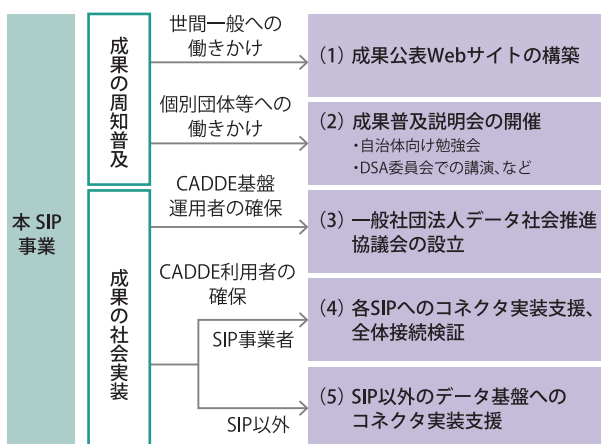 本 SIP
事業
成果の周知普及
世間一般への
働きかけ
(1) 成果公表Webサイトの構築
個別団体等への
働きかけ
(2) 成果普及説明会の開催
・自治体向け勉強会
・DSA委員会での講演、など
成果の社会実装
CADDE基盤
運用者の確保
(3) 一般社団法人データ社会推進
協議会の設立
CADDE利用者の
確保
SIP事業者
(4) 各SIPへのコネクタ実装支援、
全体接続検証
SIP以外
(5) SIP以外のデータ基盤への
コネクタ実装支援